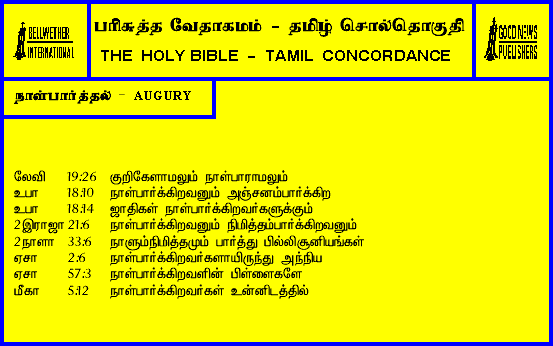 BELLWETHER
INTERNATIONAL
பரிசுத்த வேதாகமம் - தமிழ் சொல்தொகுதி
THE HOLY BIBLE - TAMIL CONCORDANCE
GOOD NEWS
PUBLISHERS
நாள்பார்த்தல் - AUGURY
லேவி 19:26 குறிகேளாமலும் நாள்பாராமலும்
உபா 18:10 நாள்பார்க்கிறவனும் அஞ்சனம்பார்க்கிற
உபா 18:14 ஜாதிகள் நாள்பார்க்கிறவர்களுக்கும்
2இராஜா 21:6 நாள்பார்க்கிறவனும் நிமித்தம்பார்க்கிறவனும்
2நாளா 33:6 நாளும்நிமித்தமும் பார்த்து பில்லிசூனியங்கள்
ஏசா 2:6 நாள்பார்க்கிறவர்களாயிருந்து அந்நிய
ஏசா 57:3 நாள்பார்க்கிறவளின் பிள்ளைகளே
மீகா 5:12 நாள்பார்க்கிறவர்கள் உன்னிடத்தில்